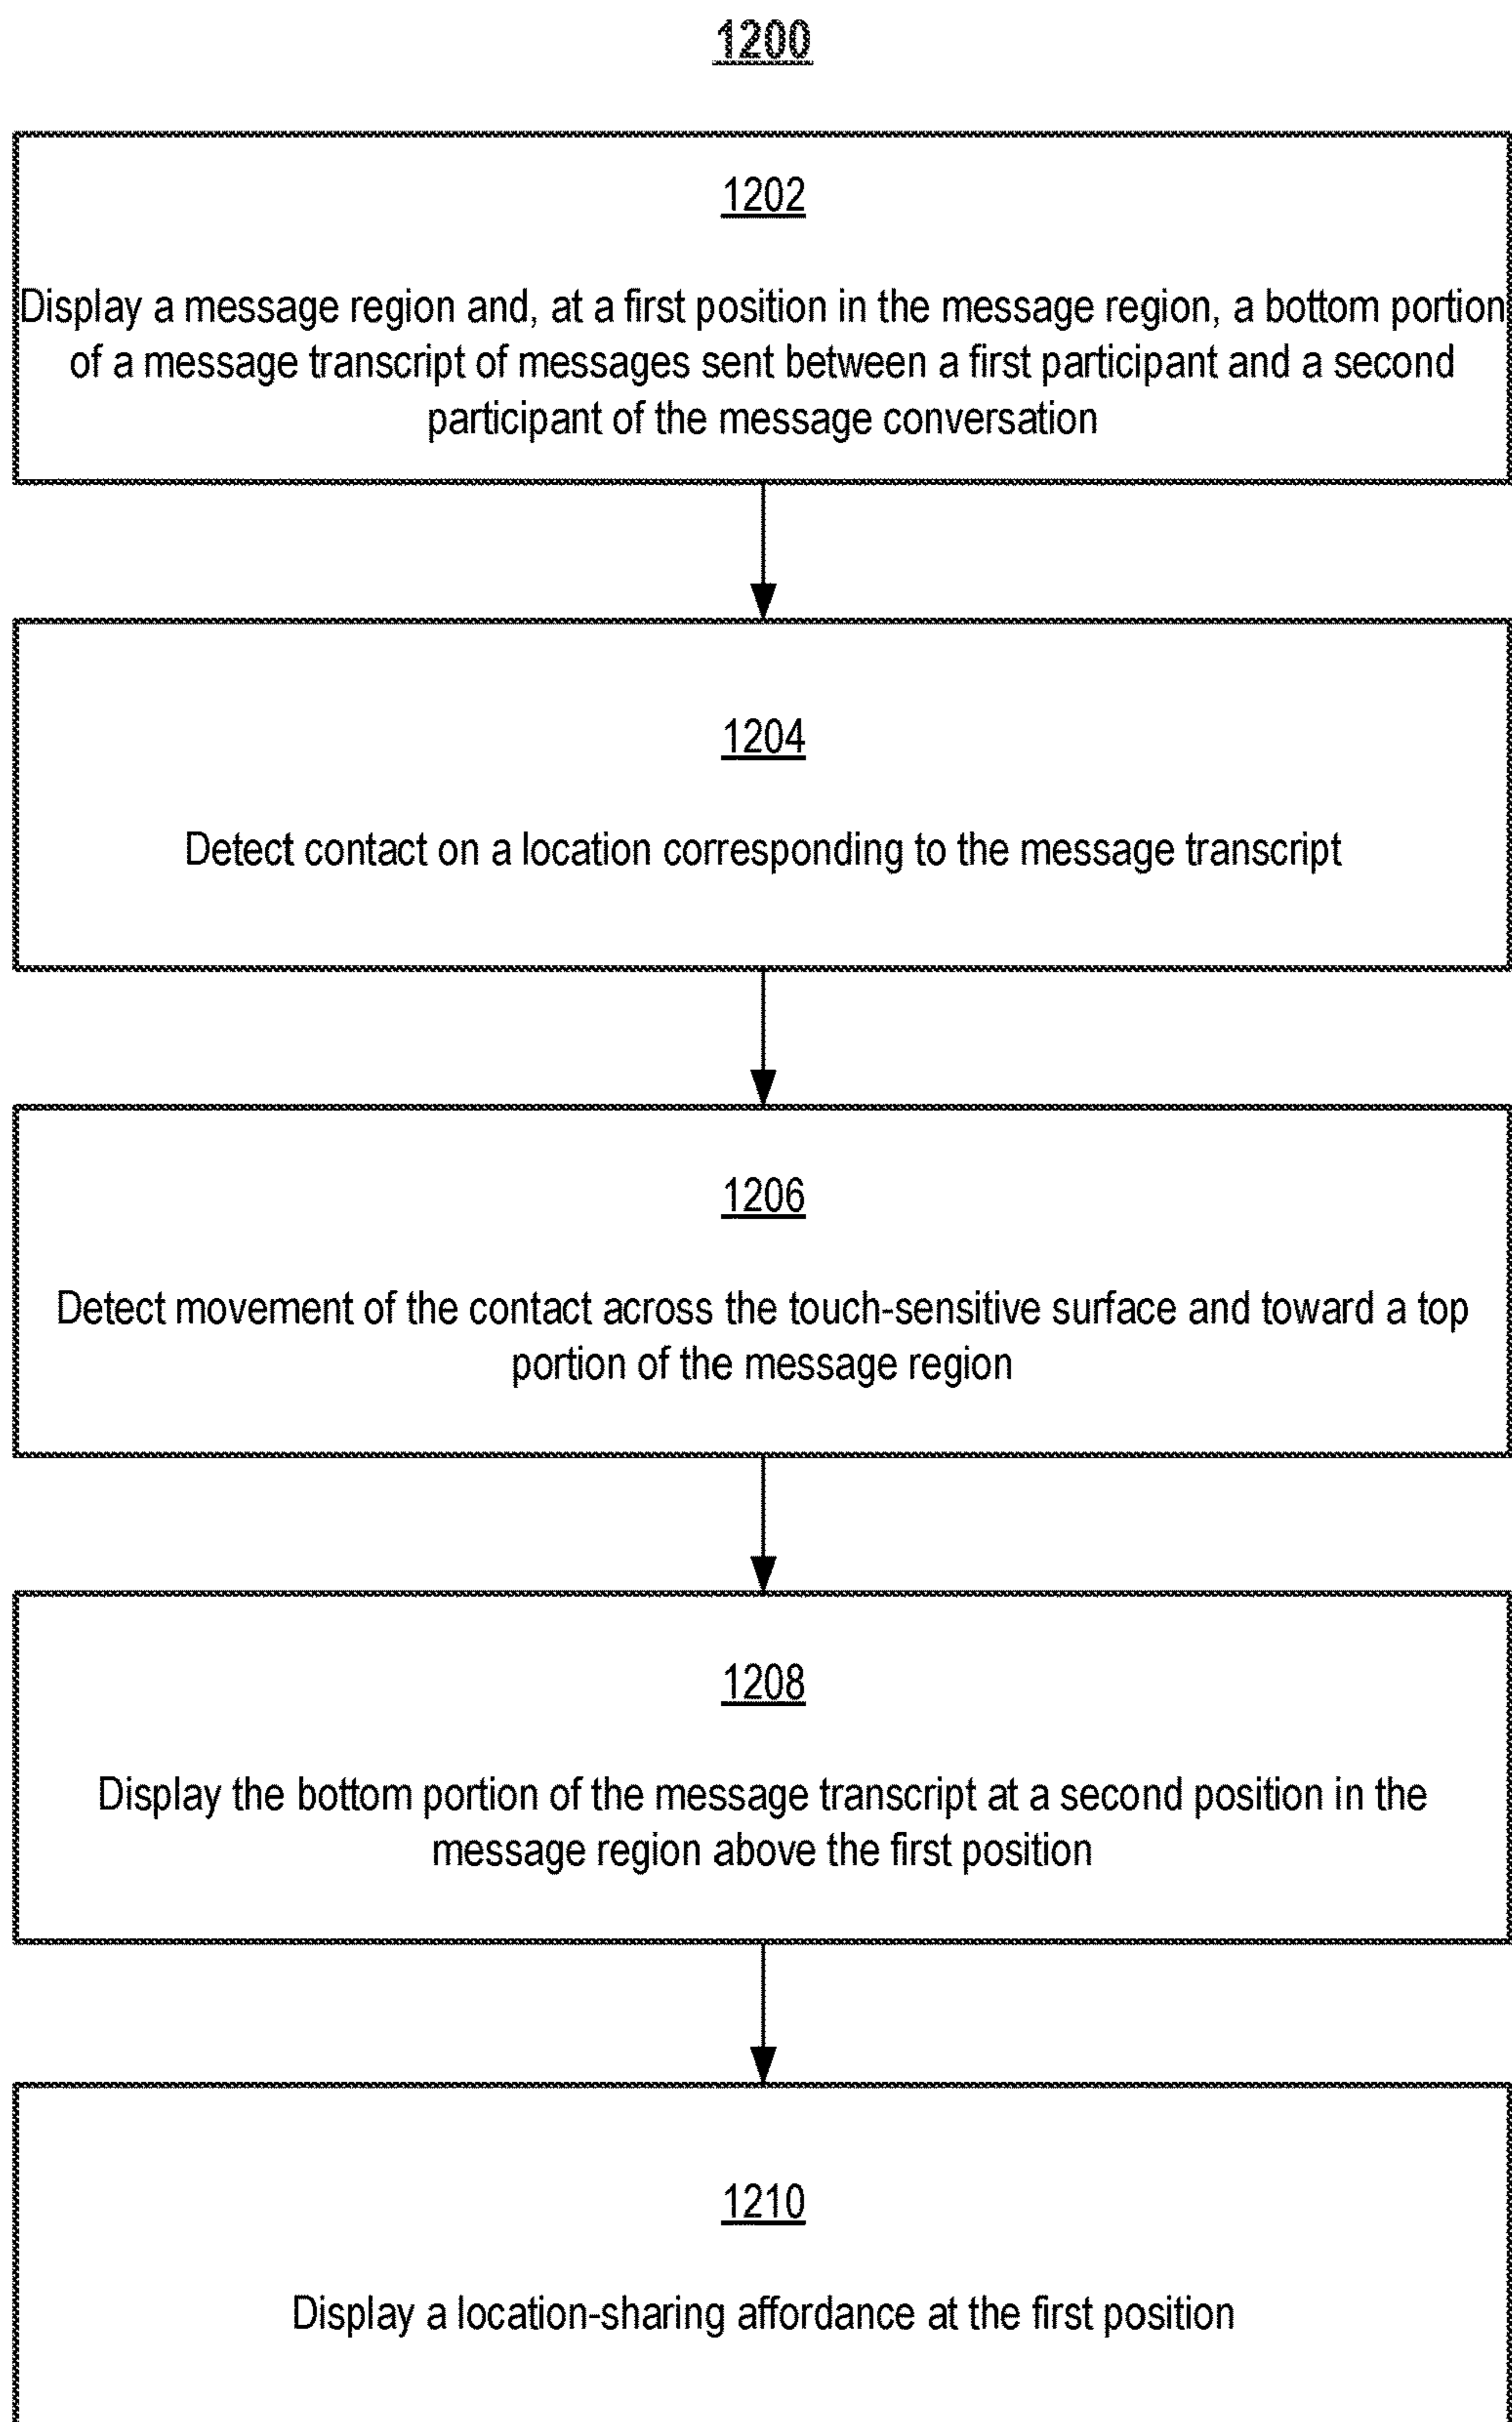 1200
1202
Display a message region and, at a first position in the message region, a bottom portion
of a message transcript of messages sent between a first participant and a second
participant of the message conversation
1204
Detect contact on a location corresponding to the message transcript
1206
Detect movement of the contact across the touch-sensitive surface and toward a top
portion of the message region
1208
Display the bottom portion of the message transcript at a second position in the
message region above the first position
1210
Display a location-sharing affordance at the first position